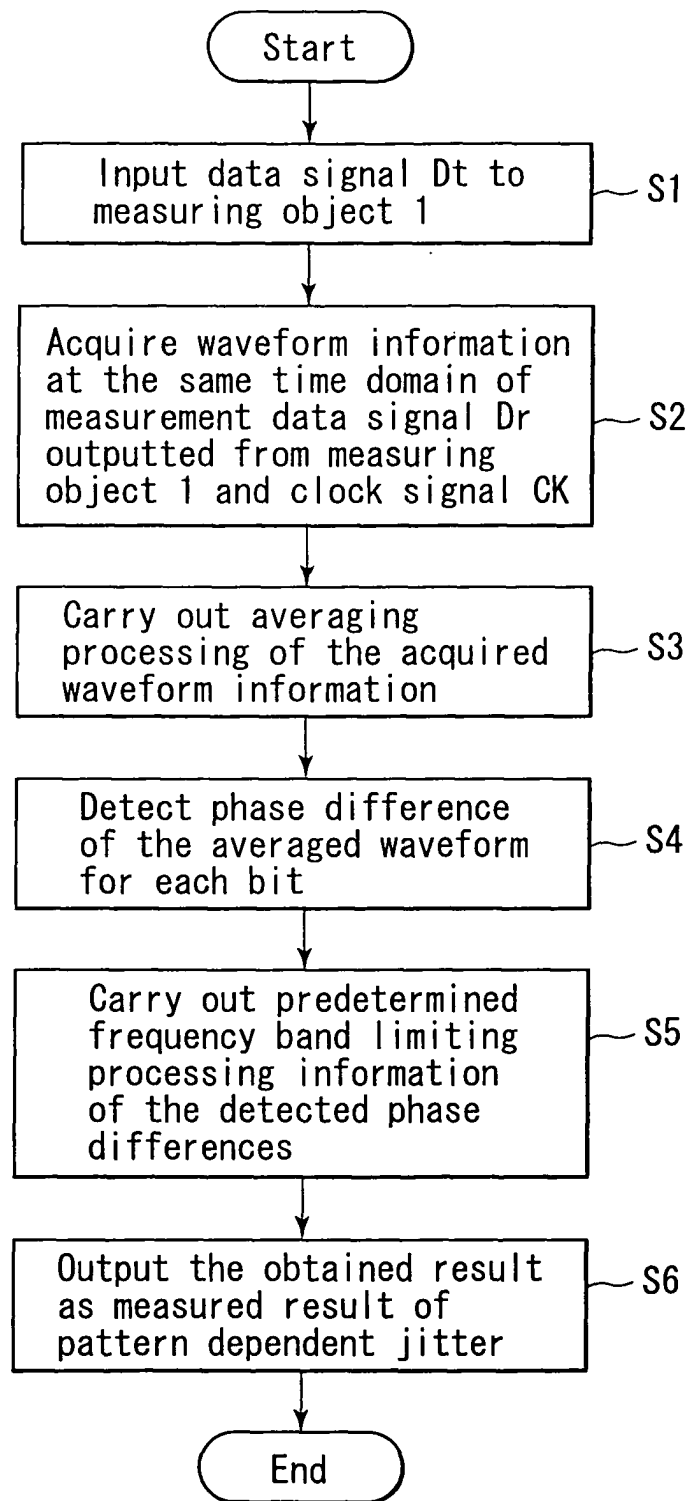 Start
Input data signal Dt to
measuring object 1
S1
Acquire waveform information
at the same time domain of
measurement data signal Dr
outputted from measuring
object 1 and clock signal CK
S2
Carry out averaging
processing of the acquired
waveform information
S3
Detect phase difference
of the averaged waveform
for each bit
S4
Carry out predetermined
frequency band limiting
processing information
of the detected phase
differences
S5
Output the obtained result
as measured result of
pattern dependent jitter
S6
End